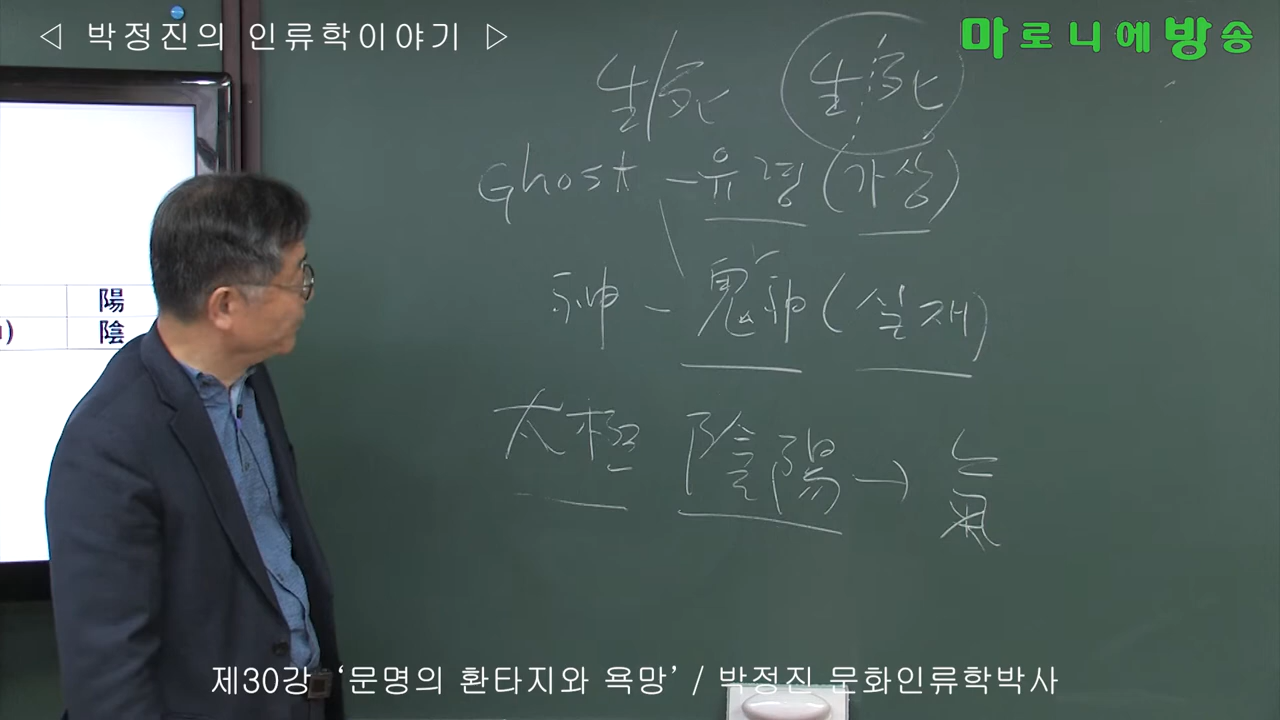 ◁ 박정진의 인류학이야기 ▷
마로니에방송
生/死 生死
Ghost - 유령 (가상)
神 - 鬼神 (실재)
太極 陰陽 → 氣
陽
) 陰
제30강 ‘문명의 환타지와 욕망’ / 박정진 문화인류학박사